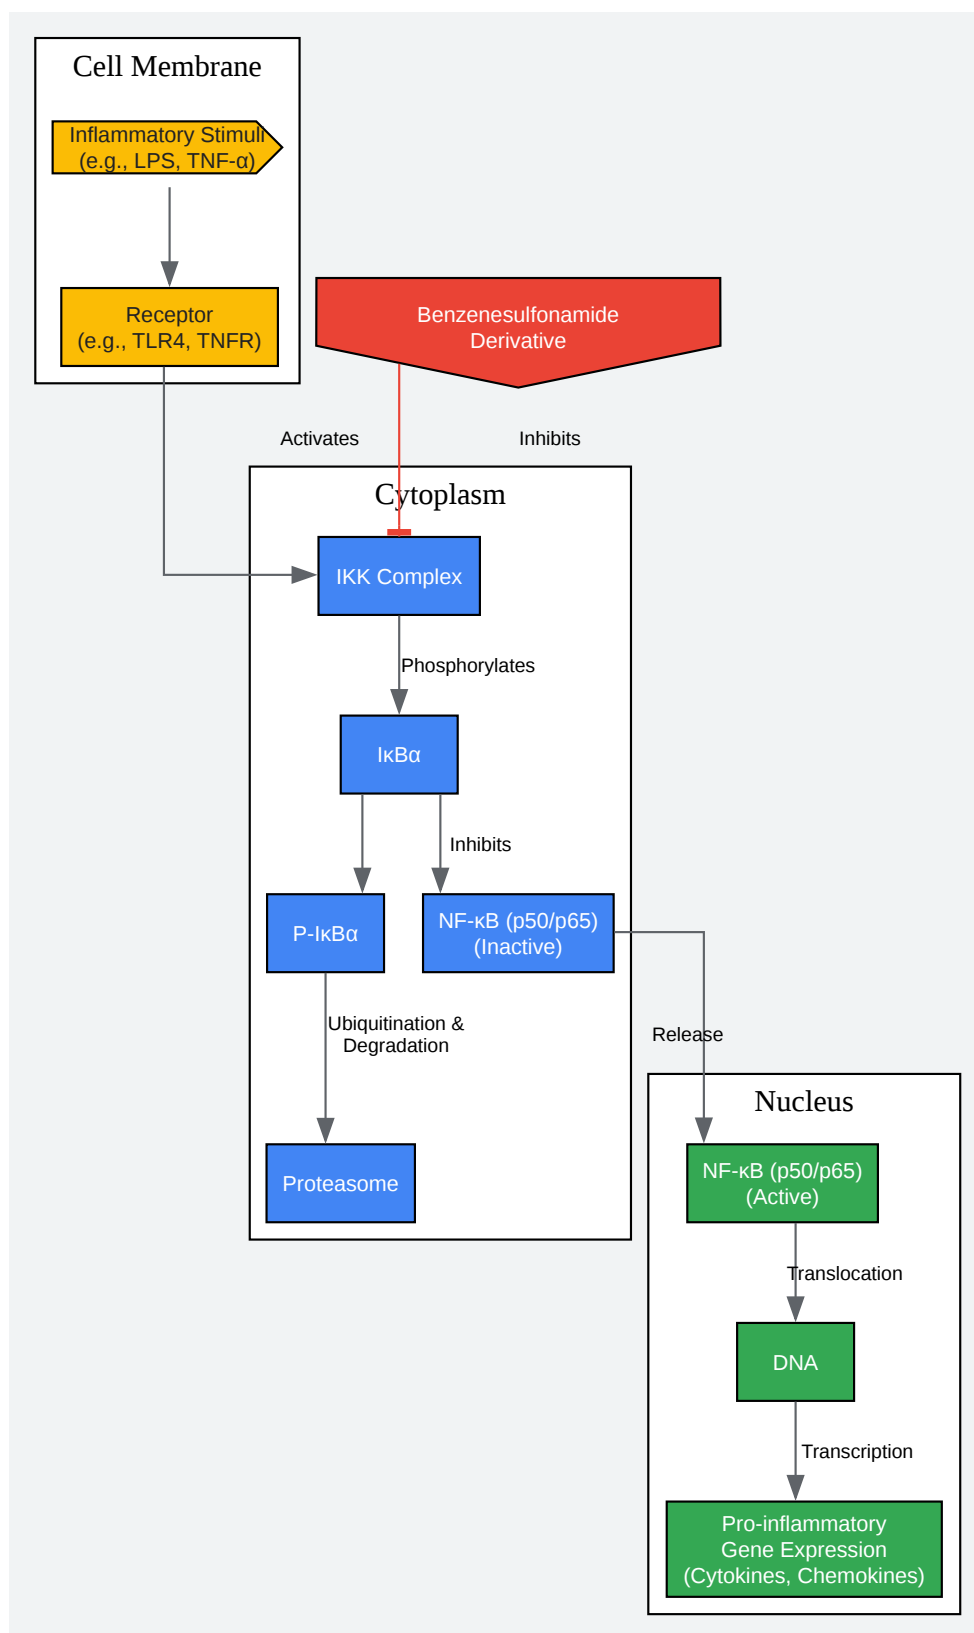 Cell Membrane
Inflammatory Stimuli
(e.g., LPS, TNF-α)
Receptor
(e.g., TLR4, TNFR)
Benzenesulfonamide
Derivative
Activates
Inhibits
Cytoplasm
IKK Complex
Phosphorylates
IκBα
Inhibits
P-IκBα
NF-κB (p50/p65)
(Inactive)
Ubiquitination &
Degradation
Release
Proteasome
Nucleus
NF-κB (p50/p65)
(Active)
Translocation
DNA
Transcription
Pro-inflammatory
Gene Expression
(Cytokines, Chemokines)